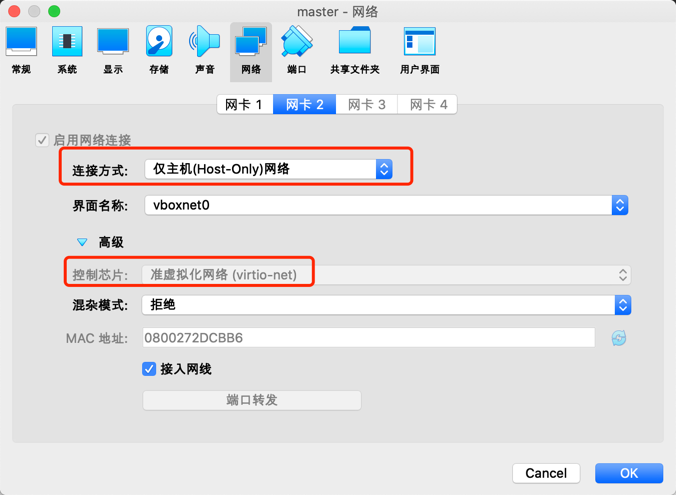 master - 网络
常规 系统 显示 存储 声音 网络 端口 共享文件夹 用户界面
网卡 1 网卡 2 网卡 3 网卡 4
启用网络连接
连接方式: 仅主机(Host-Only)网络
界面名称: vboxnet0
高级
控制芯片: 准虚拟化网络 (virtio-net)
混杂模式: 拒绝
MAC 地址: 0800272DCBB6
接入网线
端口转发
Cancel OK